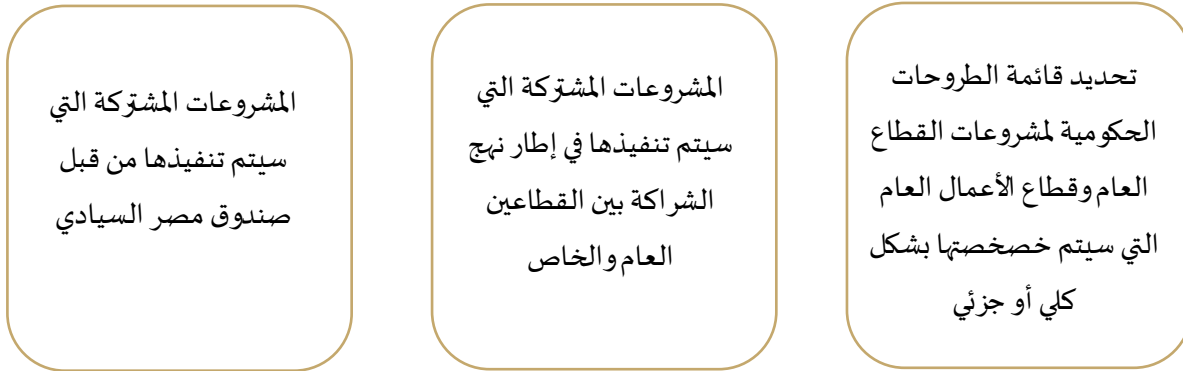 تحديد قائمة الطروحات
الحكومية لمشروعات القطاع
العام وقطاع الأعمال العام
التي سيتم خصخصتها بشكل
كلي أو جزئي
المشروعات المشتركة التي
سيتم تنفيذها في إطار نهج
الشراكة بين القطاعين
العام والخاص
المشروعات المشتركة التي
سيتم تنفيذها من قبل
صندوق مصر السيادي